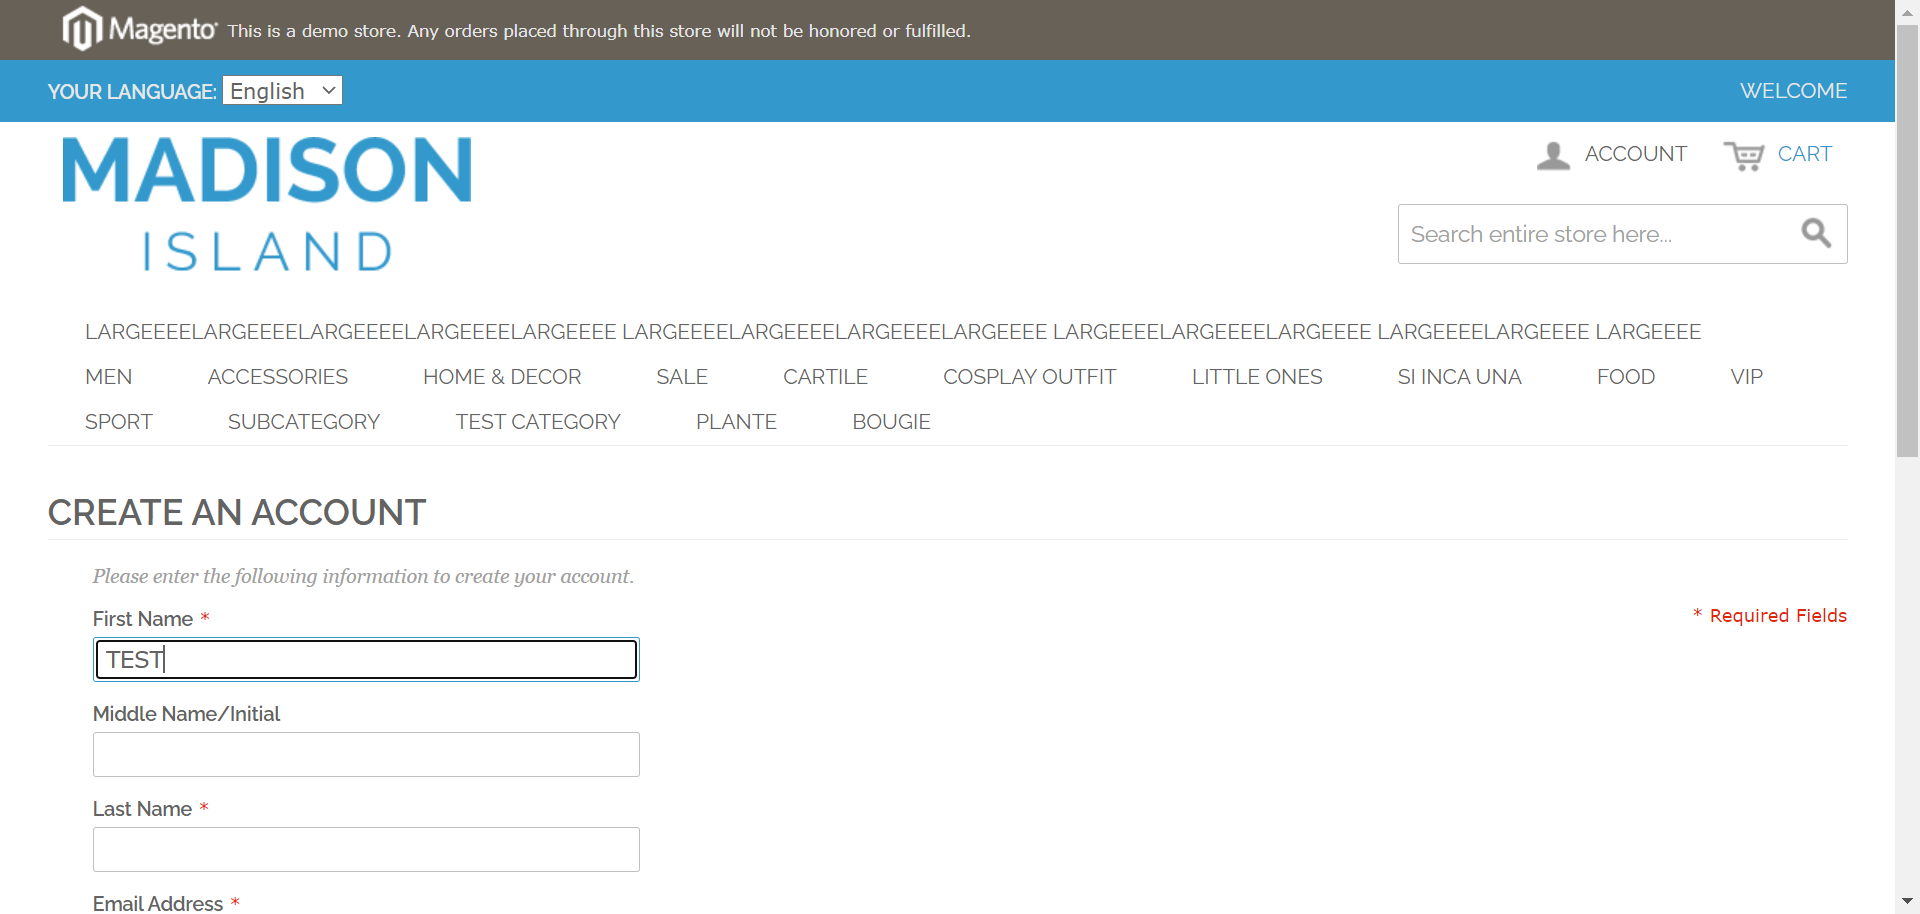 Magento This is a demo store. Any orders placed through this store will not be honored or fulfilled.
YOUR LANGUAGE: English WELCOME
MADISON
ISLAND
ACCOUNT CART
Search entire store here...
LARGEEEELARGEEEELARGEEEELARGEEEELARGEEEE LARGEEEELARGEEEELARGEEEELARGEEEE LARGEEEELARGEEEELARGEEEE LARGEEEELARGEEEE LARGEEEE
MEN ACCESSORIES HOME & DECOR SALE CARTILE COSPLAY OUTFIT LITTLE ONES SI INCA UNA FOOD VIP
SPORT SUBCATEGORY TEST CATEGORY PLANTE BOUGIE
CREATE AN ACCOUNT
Please enter the following information to create your account.
First Name *
* Required Fields
TEST
Middle Name/Initial
Last Name *
Email Address *